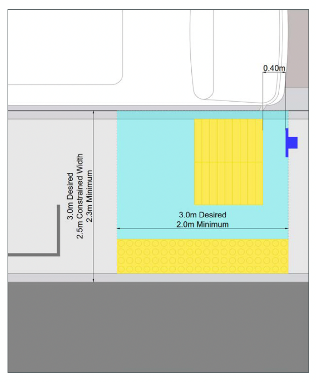 0.40m
3.0m Desired
2.5m Constrained Width
2.3m Minimum
3.0m Desired
2.0m Minimum